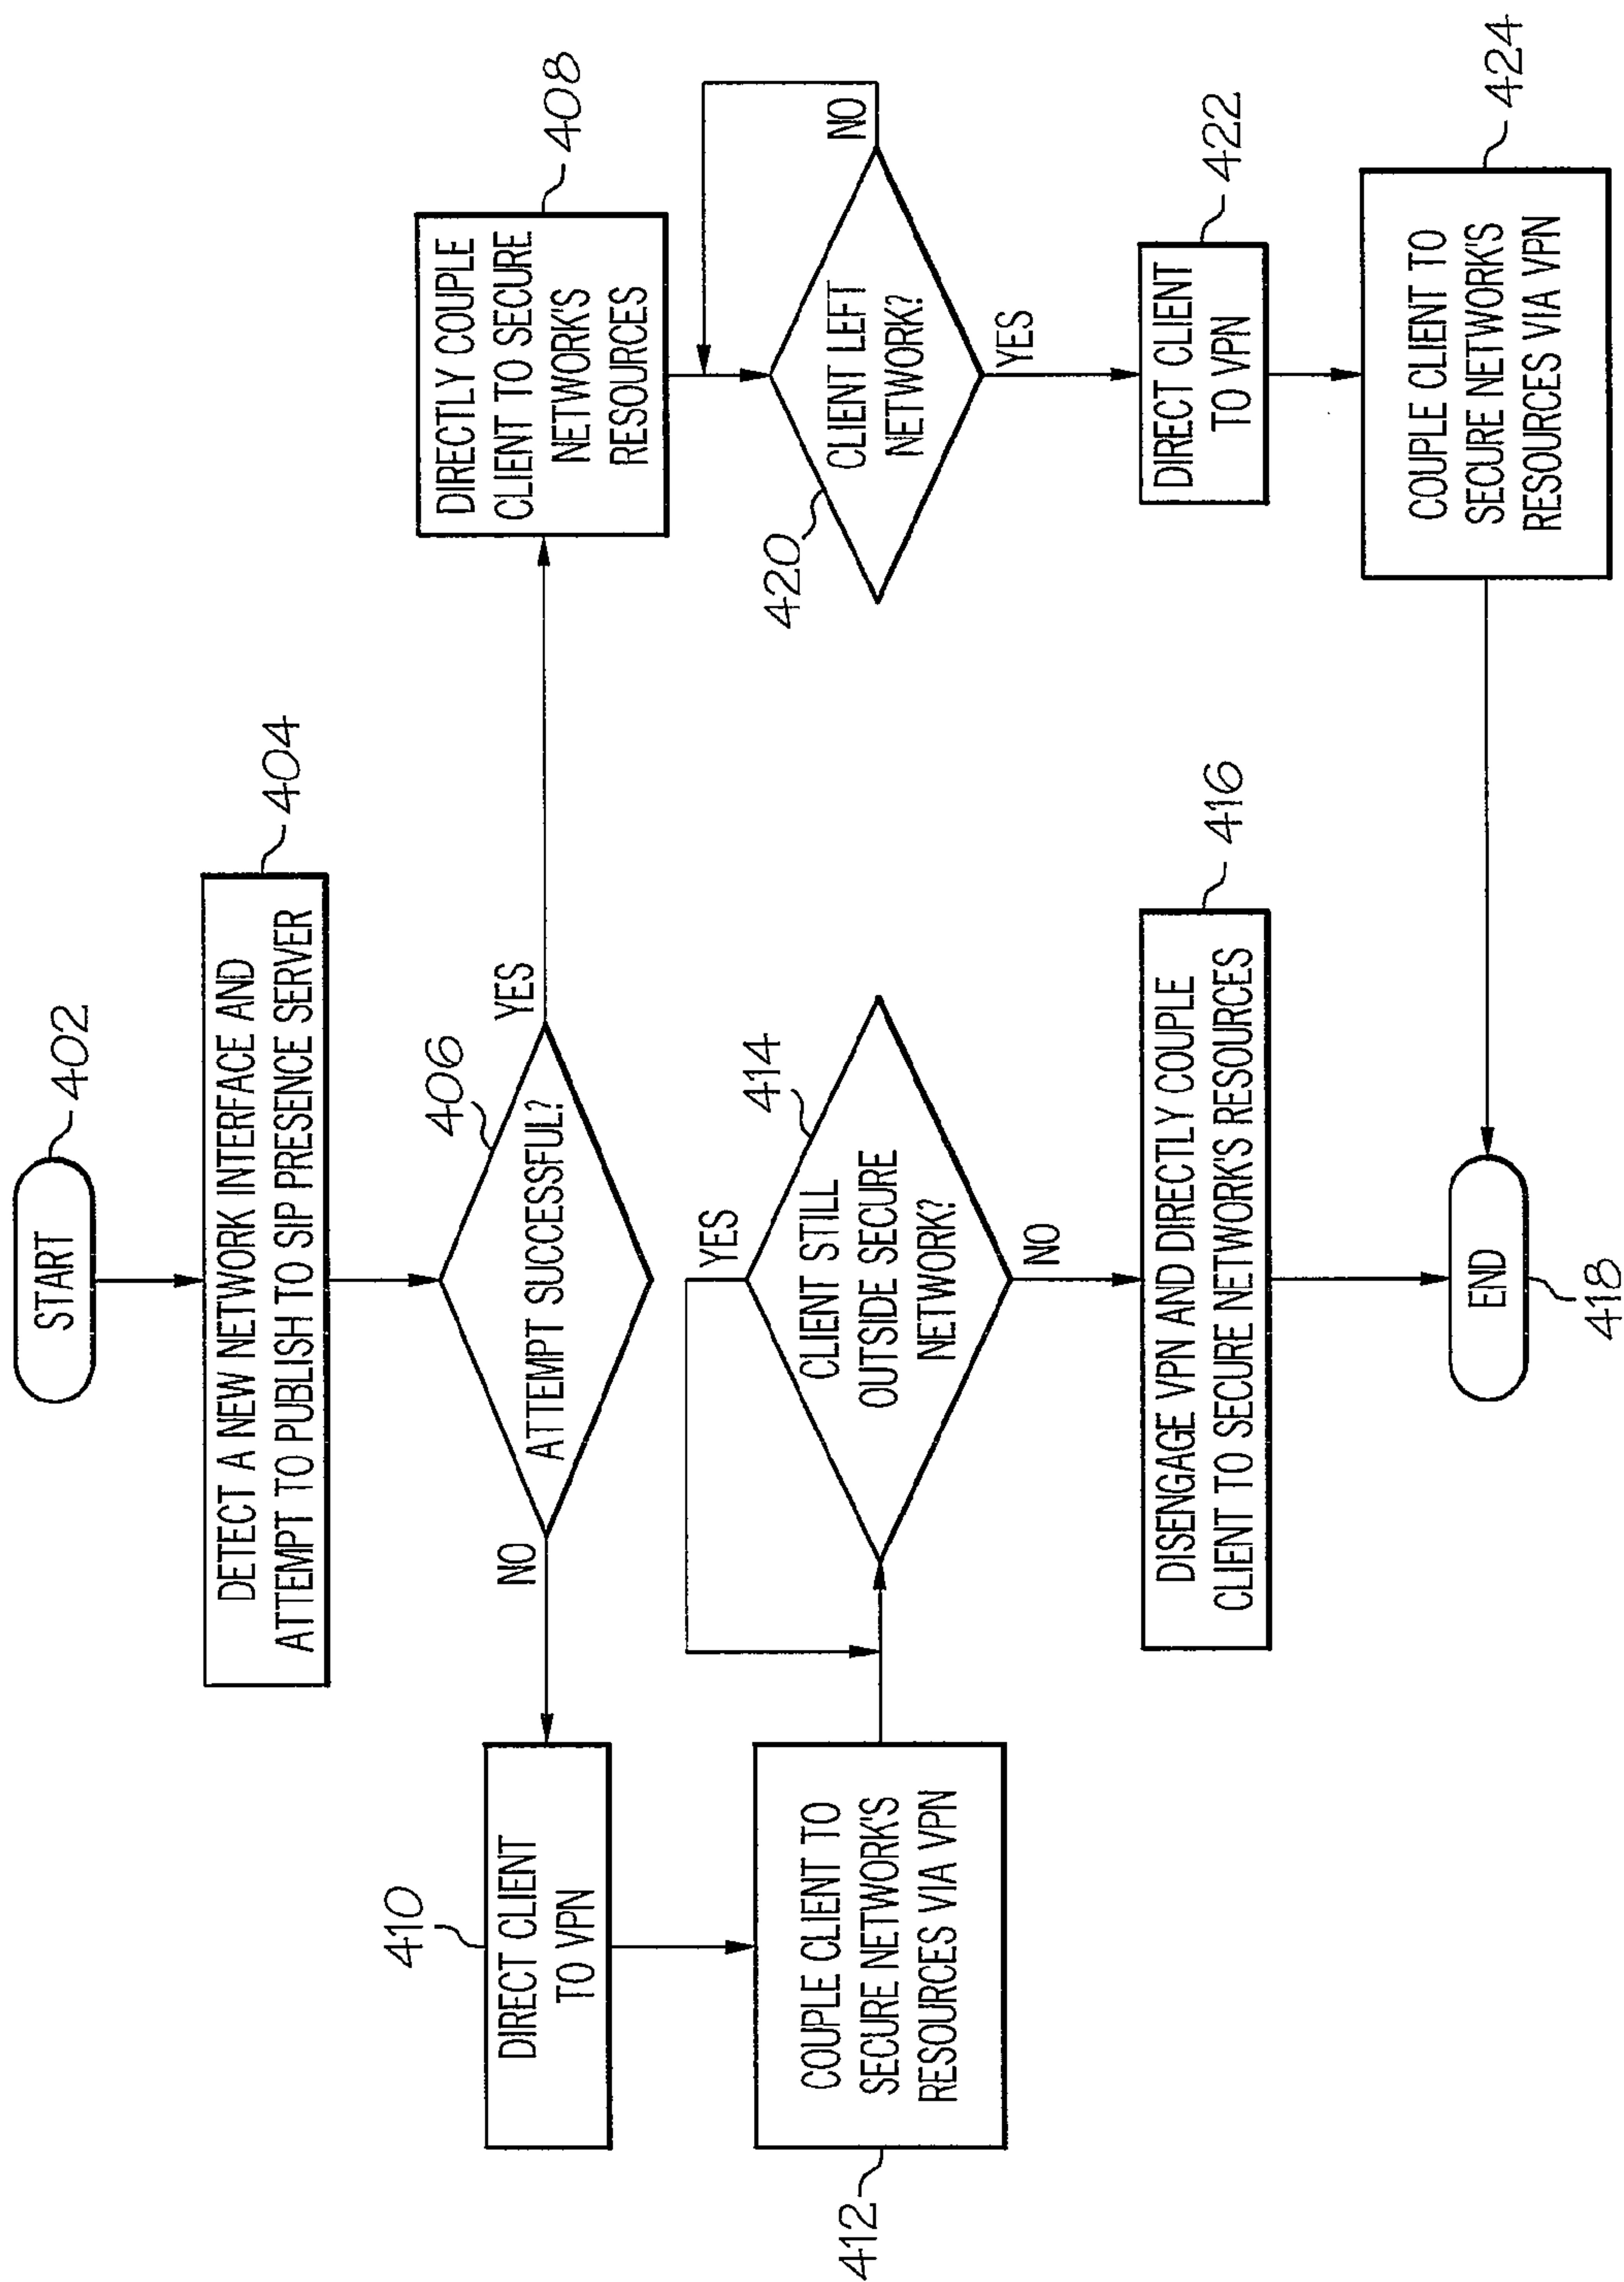 START
402
DETECT A NEW NETWORK INTERFACE AND
ATTEMPT TO PUBLISH TO SIP PRESENCE SERVER
404
406
ATTEMPT SUCCESSFUL?
NO
YES
410
DIRECT CLIENT
TO VPN
COUPLE CLIENT TO
SECURE NETWORK'S
RESOURCES VIA VPN
412
YES
414
CLIENT STILL
OUTSIDE SECURE
NETWORK?
NO
DISENGAGE VPN AND DIRECTLY COUPLE
CLIENT TO SECURE NETWORK'S RESOURCES
416
END
418
DIRECTLY COUPLE
CLIENT TO SECURE
NETWORK'S
RESOURCES
408
420
CLIENT LEFT
NETWORK?
NO
YES
DIRECT CLIENT
TO VPN
422
COUPLE CLIENT TO
SECURE NETWORK'S
RESOURCES VIA VPN
424